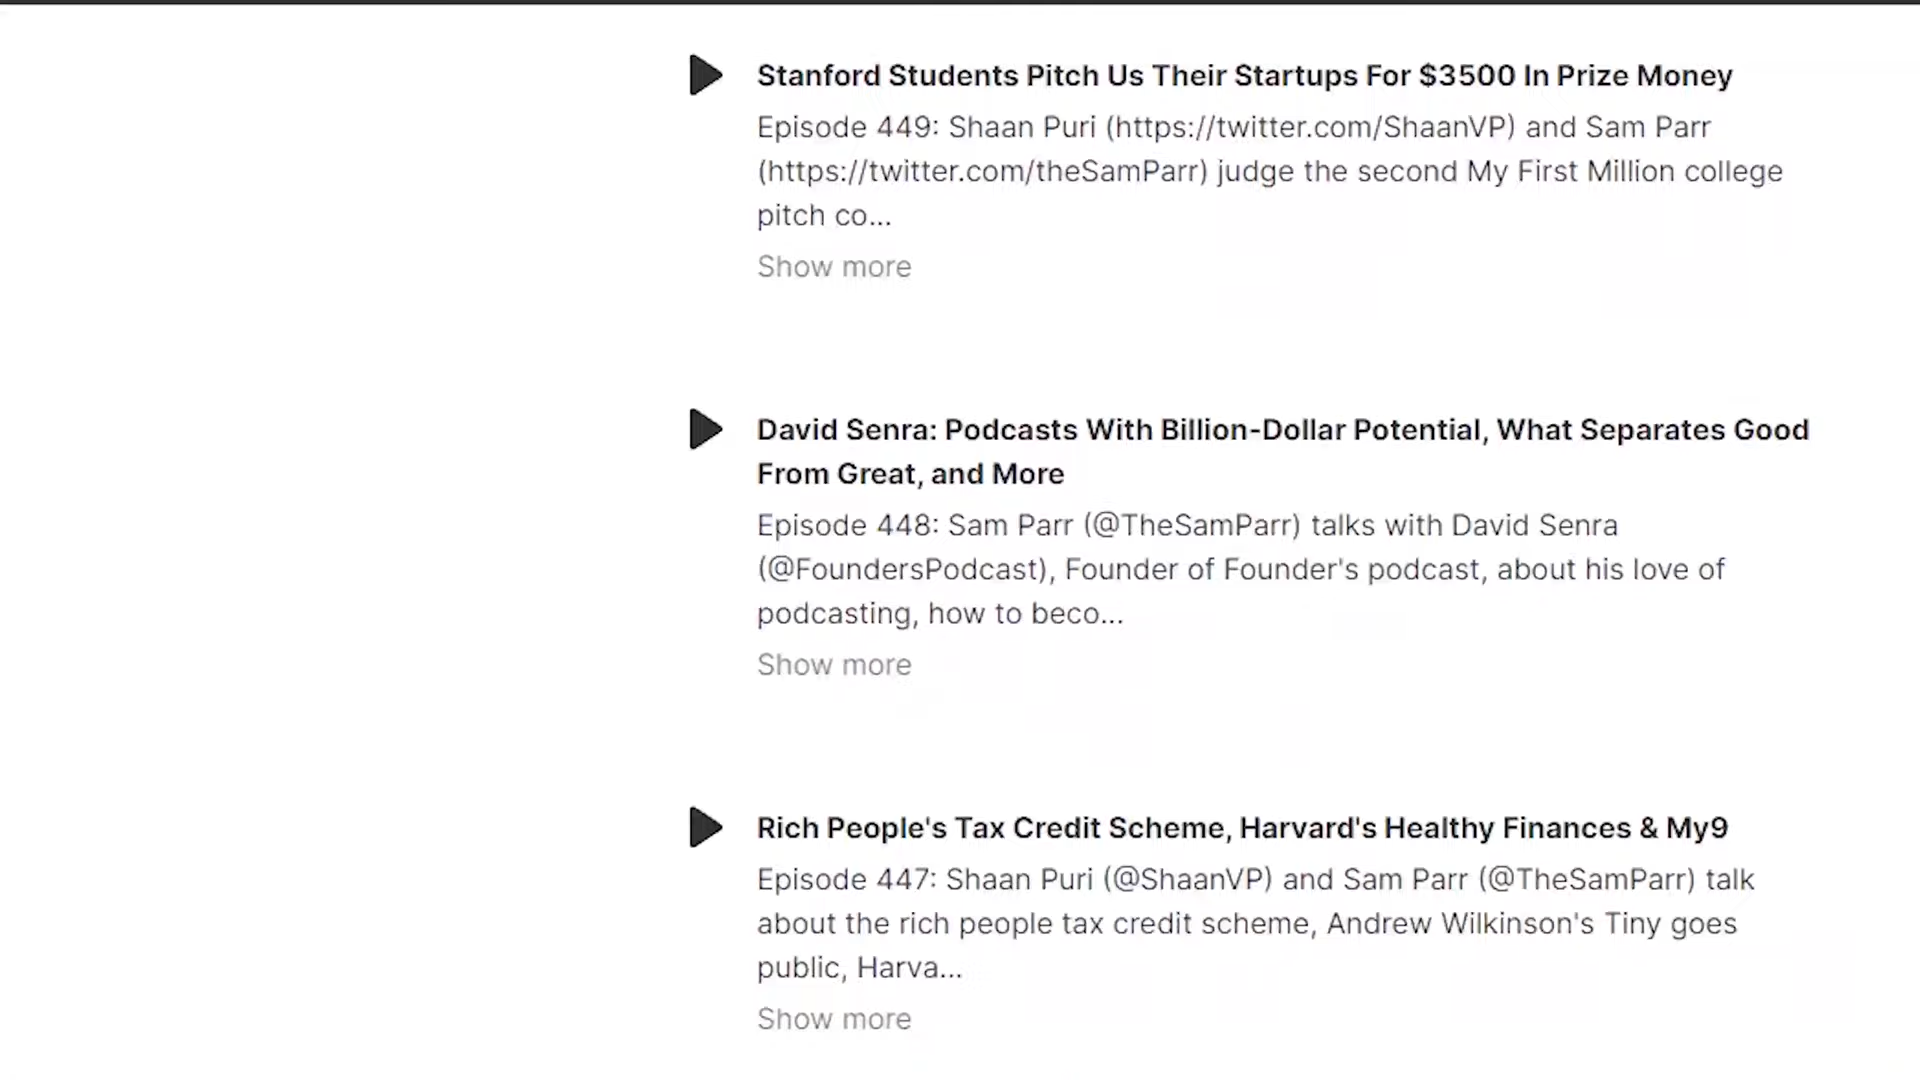 Stanford Students Pitch Us Their Startups For $3500 In Prize Money
Episode 449: Shaan Puri (https://twitter.com/ShaanVP) and Sam Parr
(https://twitter.com/theSamParr) judge the second My First Million college
pitch co...
Show more
David Senra: Podcasts With Billion-Dollar Potential, What Separates Good
From Great, and More
Episode 448: Sam Parr (@TheSamParr) talks with David Senra
(@FoundersPodcast), Founder of Founder's podcast, about his love of
podcasting, how to beco...
Show more
Rich People's Tax Credit Scheme, Harvard's Healthy Finances & My9
Episode 447: Shaan Puri (@ShaanVP) and Sam Parr (@TheSamParr) talk
about the rich people tax credit scheme, Andrew Wilkinson's Tiny goes
public, Harva...
Show more